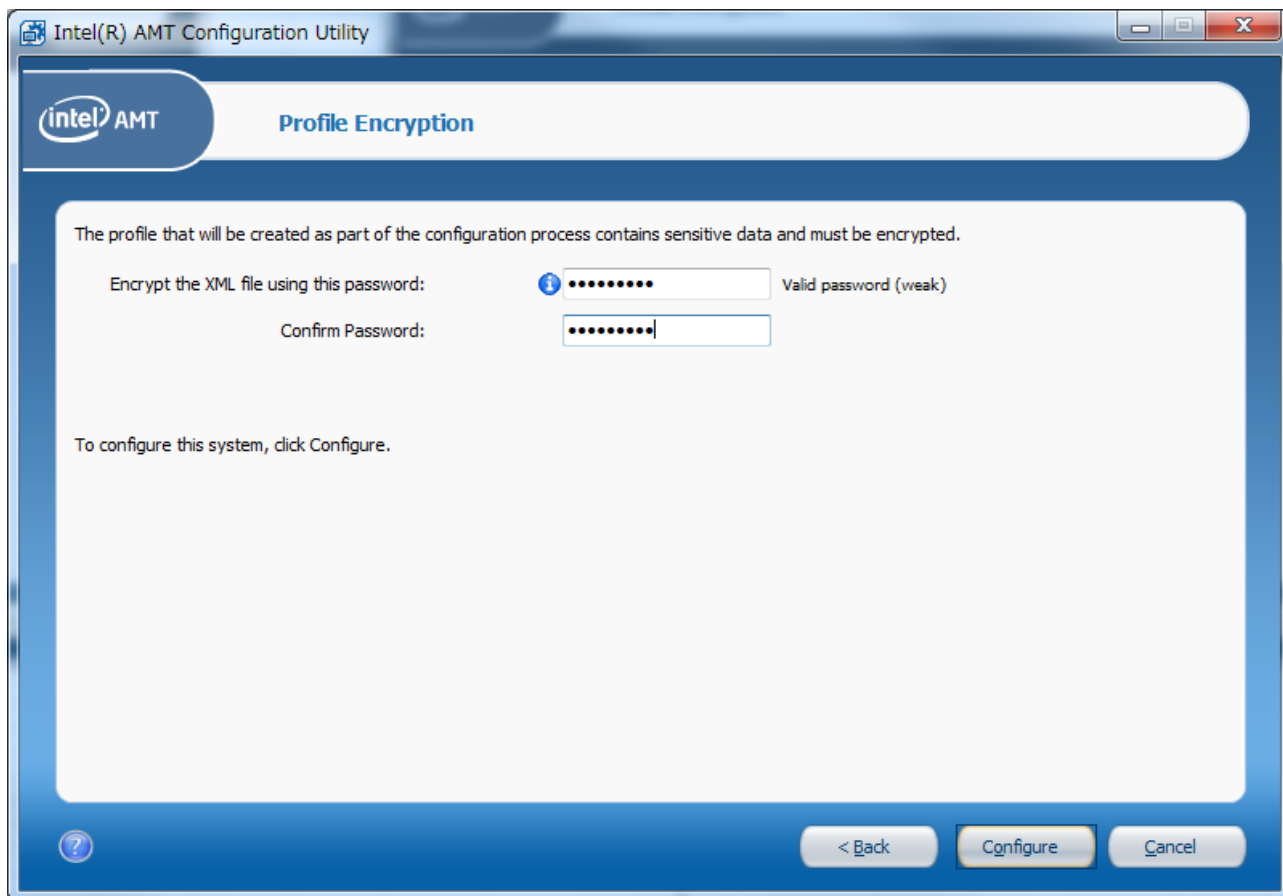 Intel(R) AMT Configuration Utility
intel AMT
Profile Encryption
The profile that will be created as part of the configuration process contains sensitive data and must be encrypted.
Encrypt the XML file using this password: ●●●●●●●●● Valid password (weak)
Confirm Password: ●●●●●●●●●
To configure this system, click Configure.
? < Back Configure Cancel